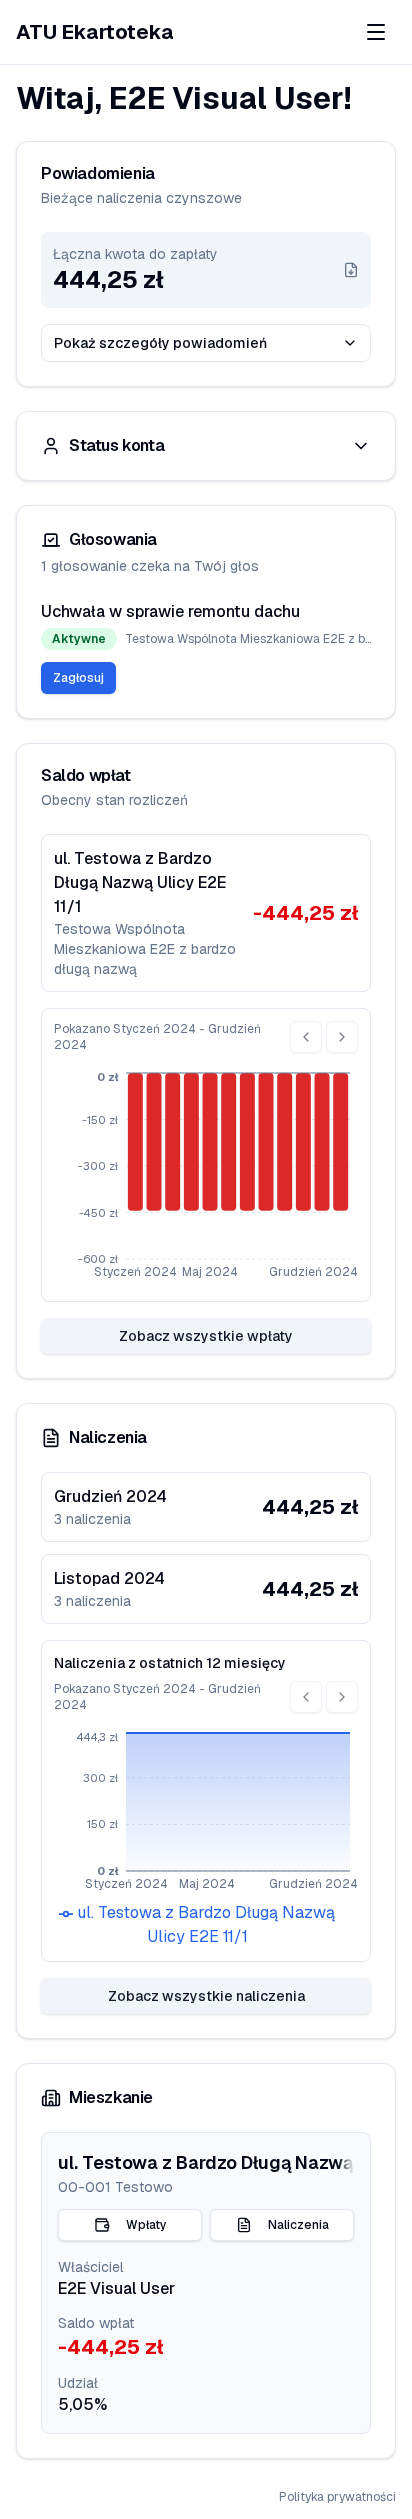 ATU Ekartoteka
Witaj, E2E Visual User!
Powiadomienia
Bieżące naliczenia czynszowe
Łączna kwota do zapłaty
444,25 zł
Pokaż szczegóły powiadomień
Status konta
Głosowania
1 głosowanie czeka na Twój głos
Uchwała w sprawie remontu dachu
Aktywne Testowa Wspólnota Mieszkaniowa E2E z b...
Zagłosuj
Saldo wpłat
Obecny stan rozliczeń
ul. Testowa z Bardzo
Długą Nazwą Ulicy E2E
11/1
-444,25 zł
Testowa Wspólnota
Mieszkaniowa E2E z bardzo
długą nazwą
Pokazano Styczeń 2024 - Grudzień
2024
0 zł
-150 zł
-300 zł
-450 zł
-600 zł
Styczeń 2024 Maj 2024 Grudzień 2024
Zobacz wszystkie wpłaty
Naliczenia
Grudzień 2024
3 naliczenia
444,25 zł
Listopad 2024
3 naliczenia
444,25 zł
Naliczenia z ostatnich 12 miesięcy
Pokazano Styczeń 2024 - Grudzień
2024
444,3 zł
300 zł
150 zł
0 zł
Styczeń 2024 Maj 2024 Grudzień 2024
ul. Testowa z Bardzo Długą Nazwą
Ulicy E2E 11/1
Zobacz wszystkie naliczenia
Mieszkanie
ul. Testowa z Bardzo Długą Nazwą
00-001 Testowo
Wpłaty Naliczenia
Właściciel
E2E Visual User
Saldo wpłat
-444,25 zł
Udział
5,05%
Polityka prywatności